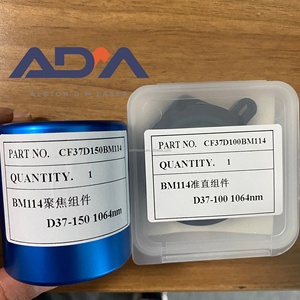 ADA
PART NO. CF37D150BM114
QUANTITY. 1
BM114聚焦组件
D37-150 1064nm
PART NO. CF37D100BM114
QUANTITY. 1
BM114准直组件
D37-100 1064nm